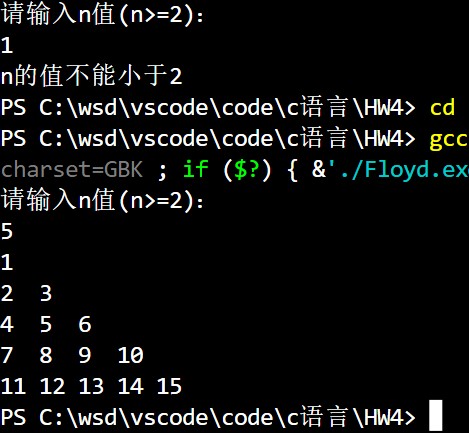 请输入n值(n>=2):
1
n的值不能小于2
PS C:\wsd\vscode\code\c语言\HW4> cd
PS C:\wsd\vscode\code\c语言\HW4> gcc
charset=GBK ; if ($?) { &'./Floyd.exe
请输入n值(n>=2):
5
1
2  3
4  5  6
7  8  9  10
11 12 13 14 15
PS C:\wsd\vscode\code\c语言\HW4>